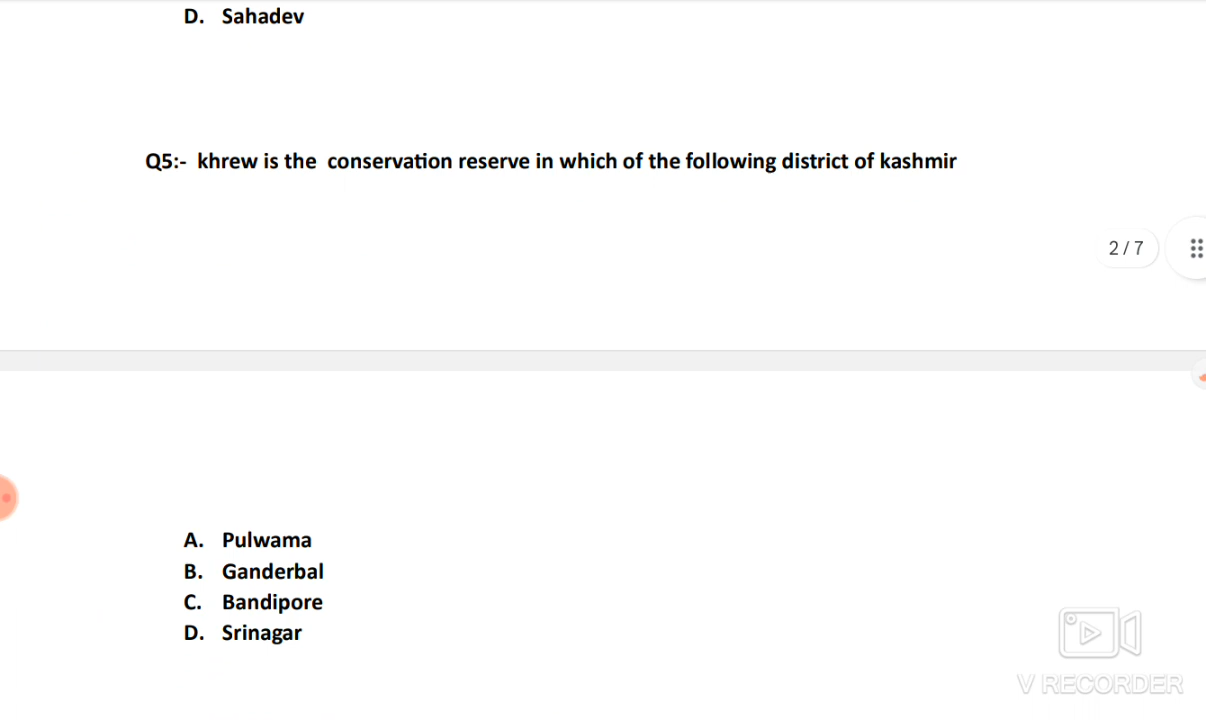 D. Sahadev
Q5:- khrew is the conservation reserve in which of the following district of kashmir
2 / 7
A. Pulwama
B. Ganderbal
C. Bandipore
D. Srinagar
V RECORDER